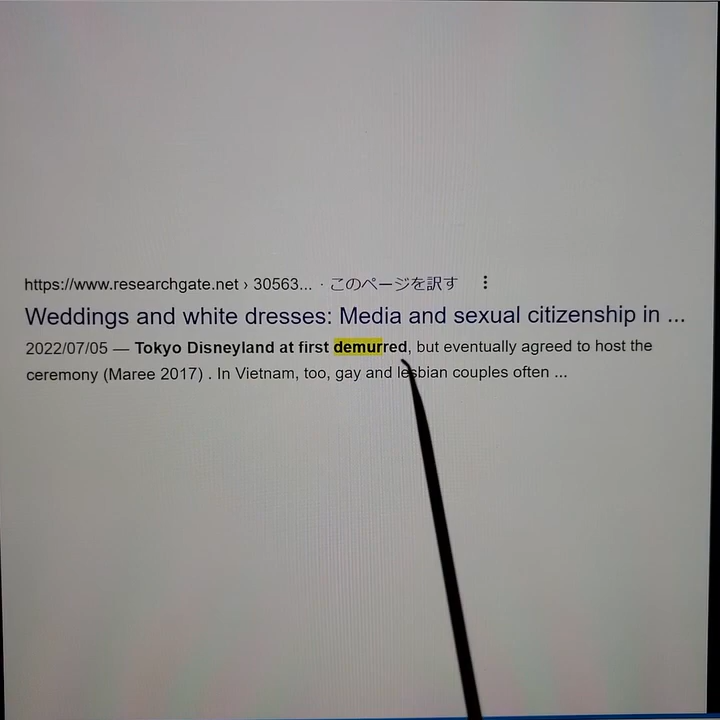 https://www.researchgate.net › 30563... · このページを訳す
Weddings and white dresses: Media and sexual citizenship in ...
2022/07/05 — Tokyo Disneyland at first demurred, but eventually agreed to host the
ceremony (Maree 2017) . In Vietnam, too, gay and lesbian couples often ...